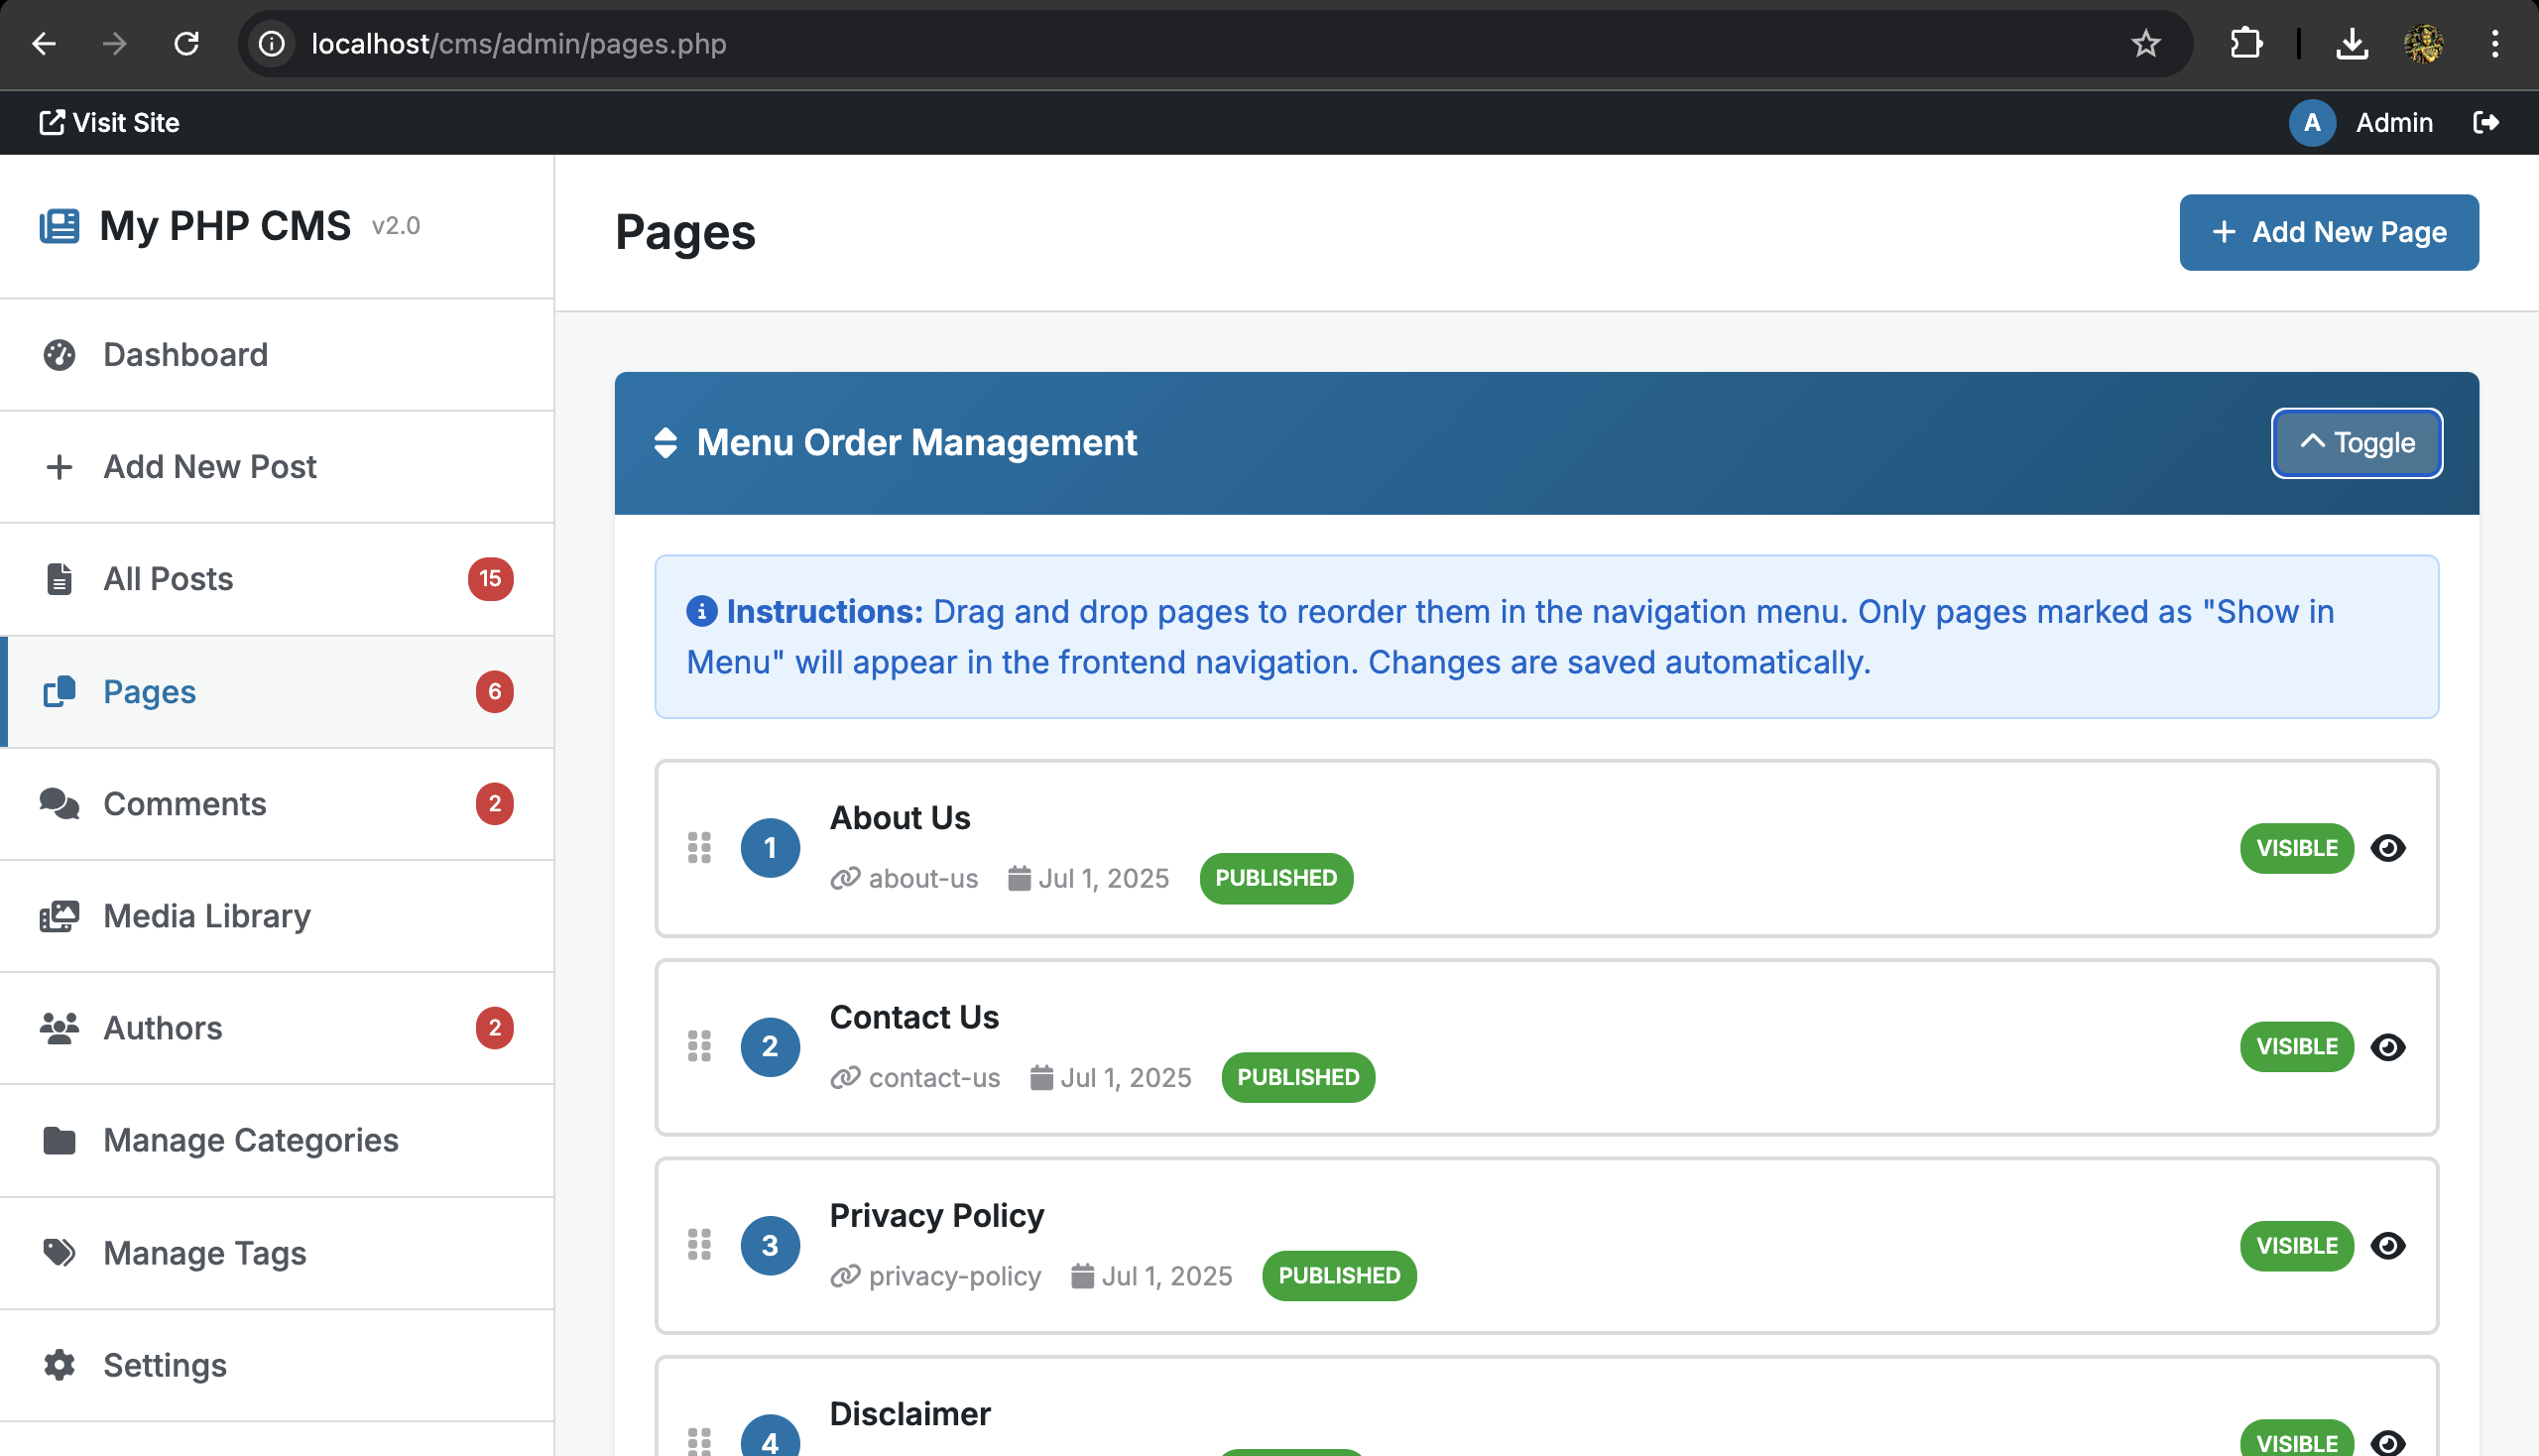 localhost/cms/admin/pages.php
Visit Site
A Admin
My PHP CMS v2.0
Dashboard
Add New Post
All Posts 15
Pages 6
Comments 2
Media Library
Authors 2
Manage Categories
Manage Tags
Settings
Pages
+ Add New Page
Menu Order Management
Toggle
Instructions: Drag and drop pages to reorder them in the navigation menu. Only pages marked as "Show in
Menu" will appear in the frontend navigation. Changes are saved automatically.
1
About Us
about-us Jul 1, 2025 PUBLISHED
VISIBLE
2
Contact Us
contact-us Jul 1, 2025 PUBLISHED
VISIBLE
3
Privacy Policy
privacy-policy Jul 1, 2025 PUBLISHED
VISIBLE
4
Disclaimer
VISIBLE